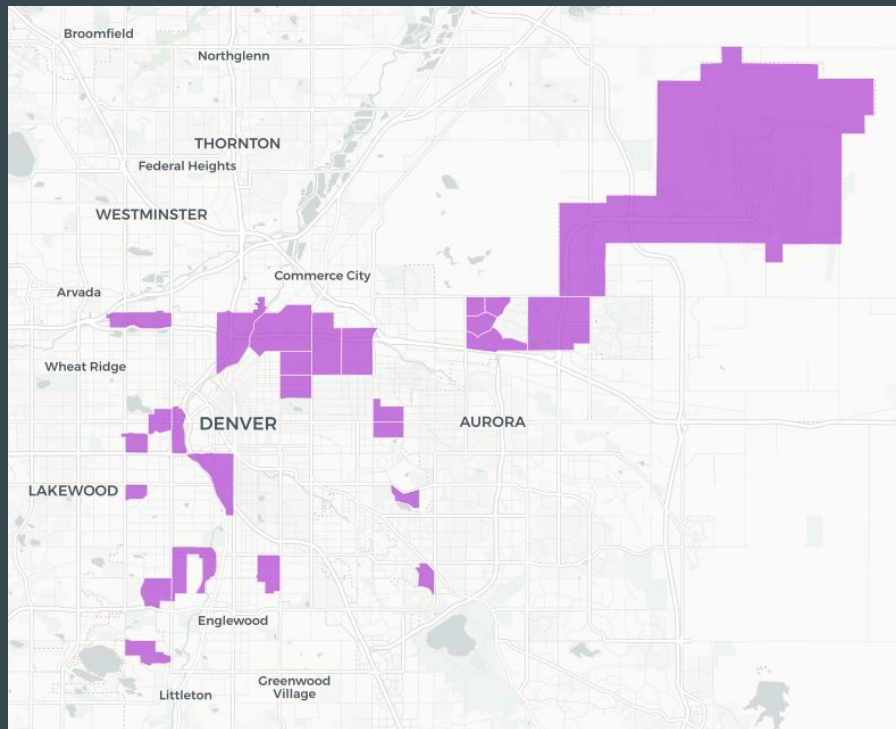 Broomfield
Northglenn
THORNTON
Federal Heights
WESTMINSTER
Commerce City
Arvada
Wheat Ridge
DENVER
AURORA
LAKEWOOD
Englewood
Greenwood
Village
Littleton